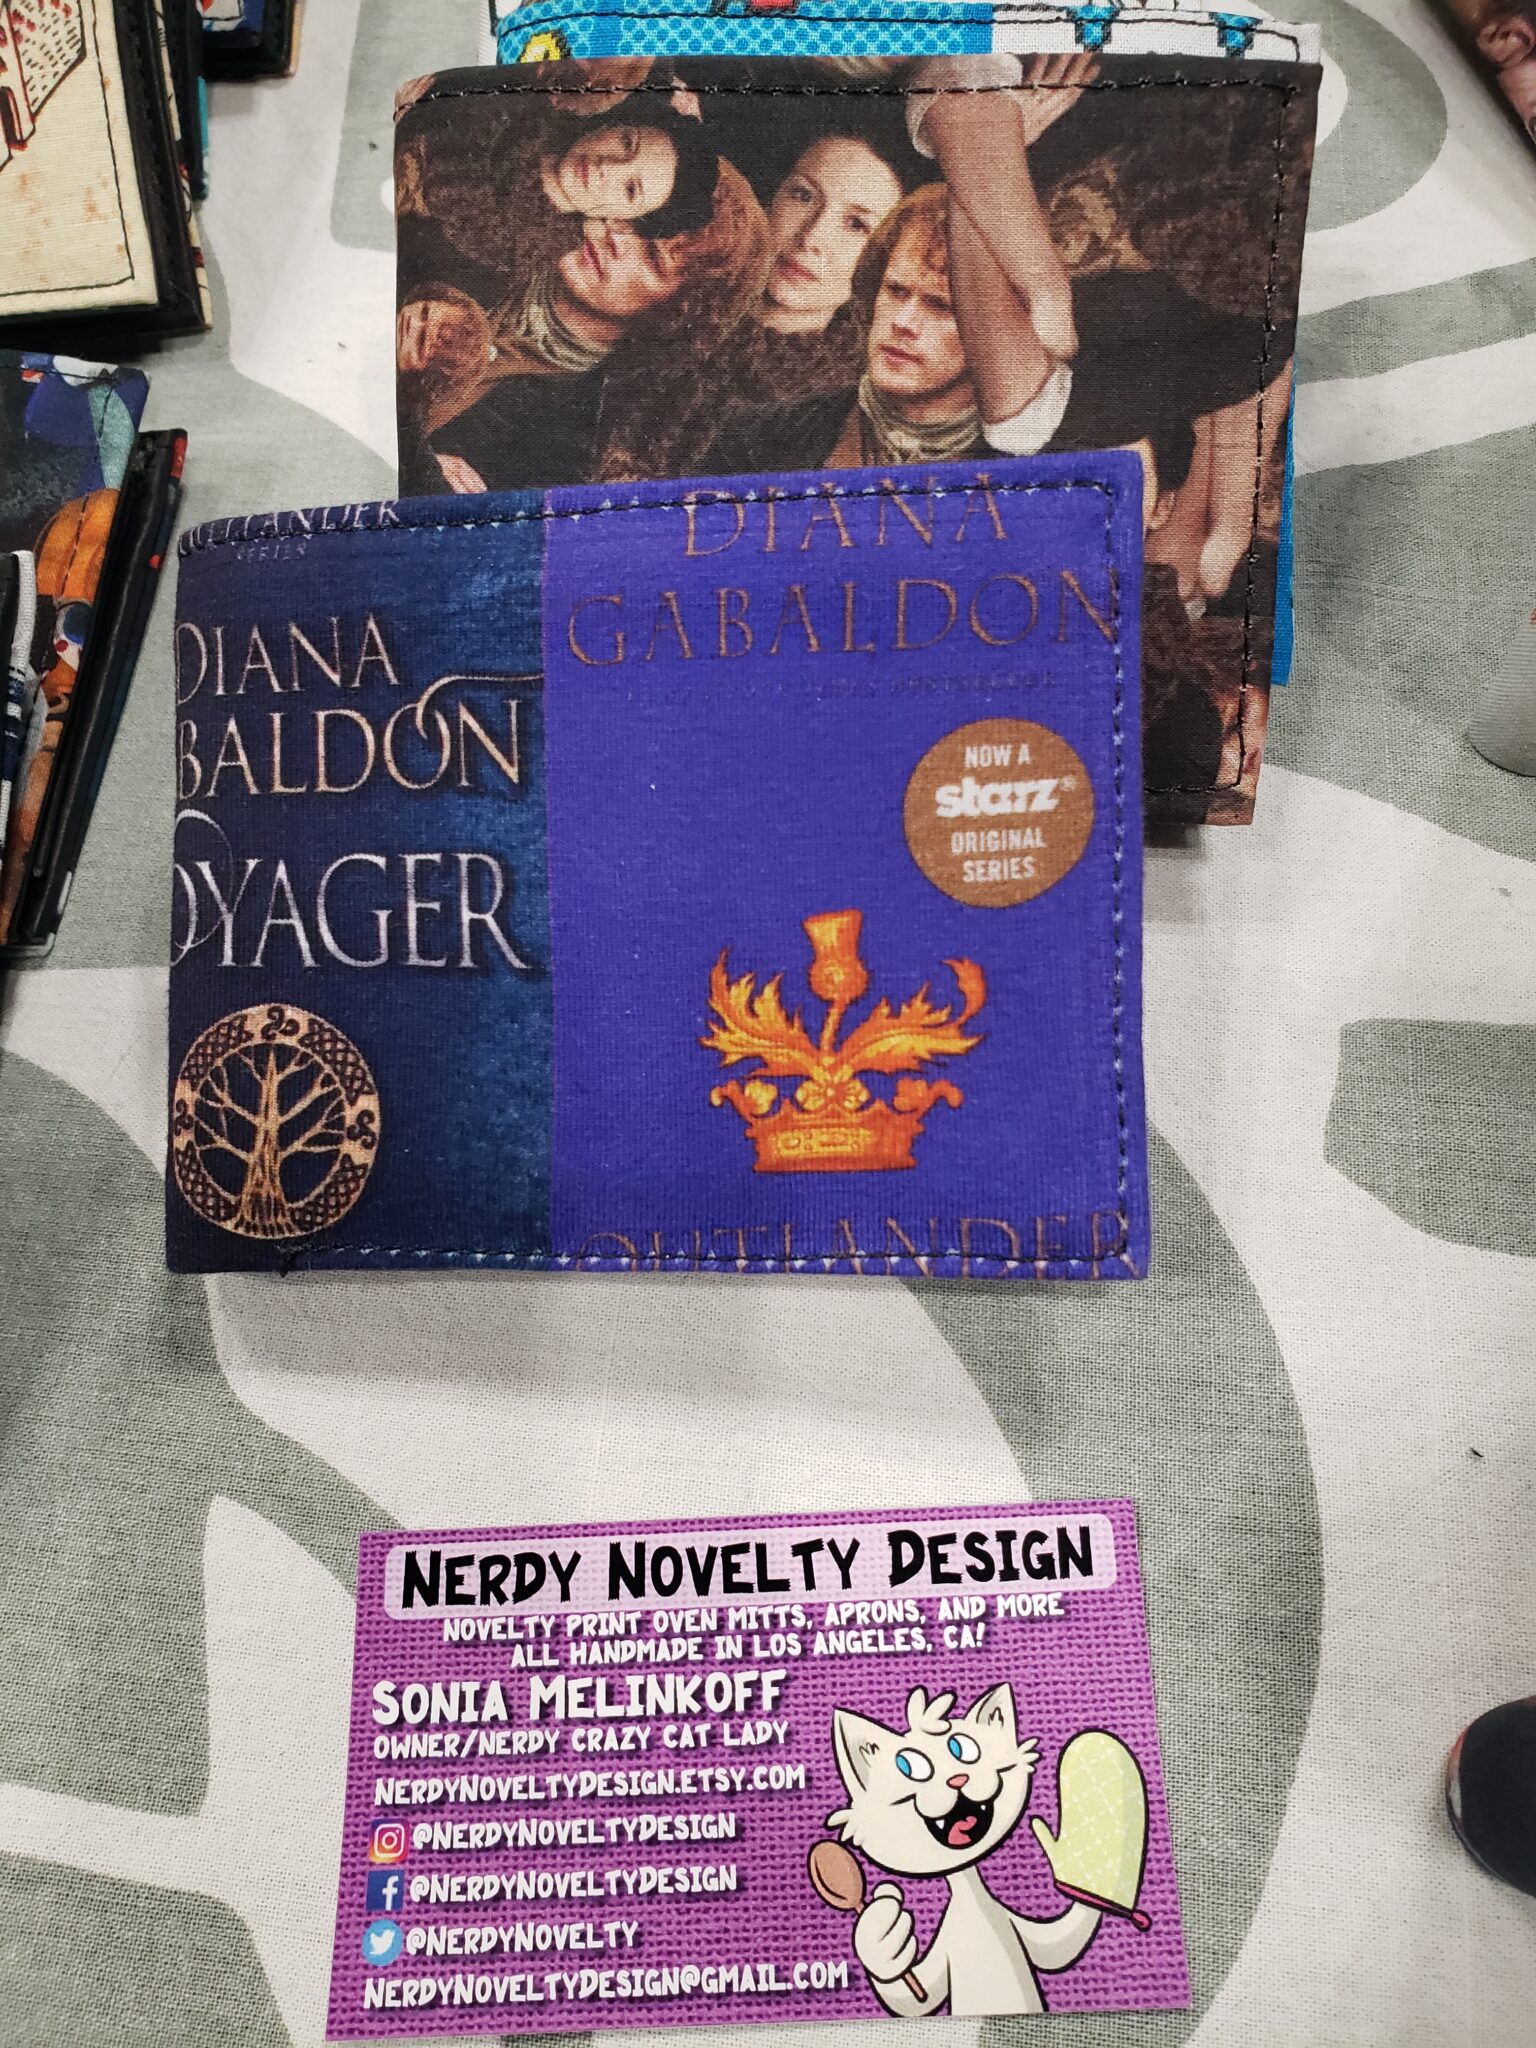 OUTLANDER
SERIES
DIANA
BALDON
OYAGER
DIANA
GABALDON
NOW A
starz®
ORIGINAL
SERIES
OUTLANDER
NERDY NOVELTY DESIGN
NOVELTY PRINT OVEN MITTS, APRONS, AND MORE
ALL HANDMADE IN LOS ANGELES, CA!
SONIA MELINKOFF
OWNER/NERDY CRAZY CAT LADY
NERDYNOVELTYDESIGN.ETSY.COM
@NERDYNOVELTYDESIGN
@NERDYNOVELTYDESIGN
@NERDYNOVELTY
NERDYNOVELTYDESIGN@GMAIL.COM